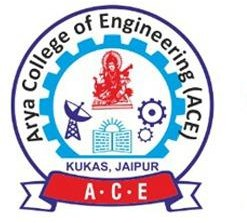 Arya College of Engineering (ACE)
KUKAS, JAIPUR
A · C · E